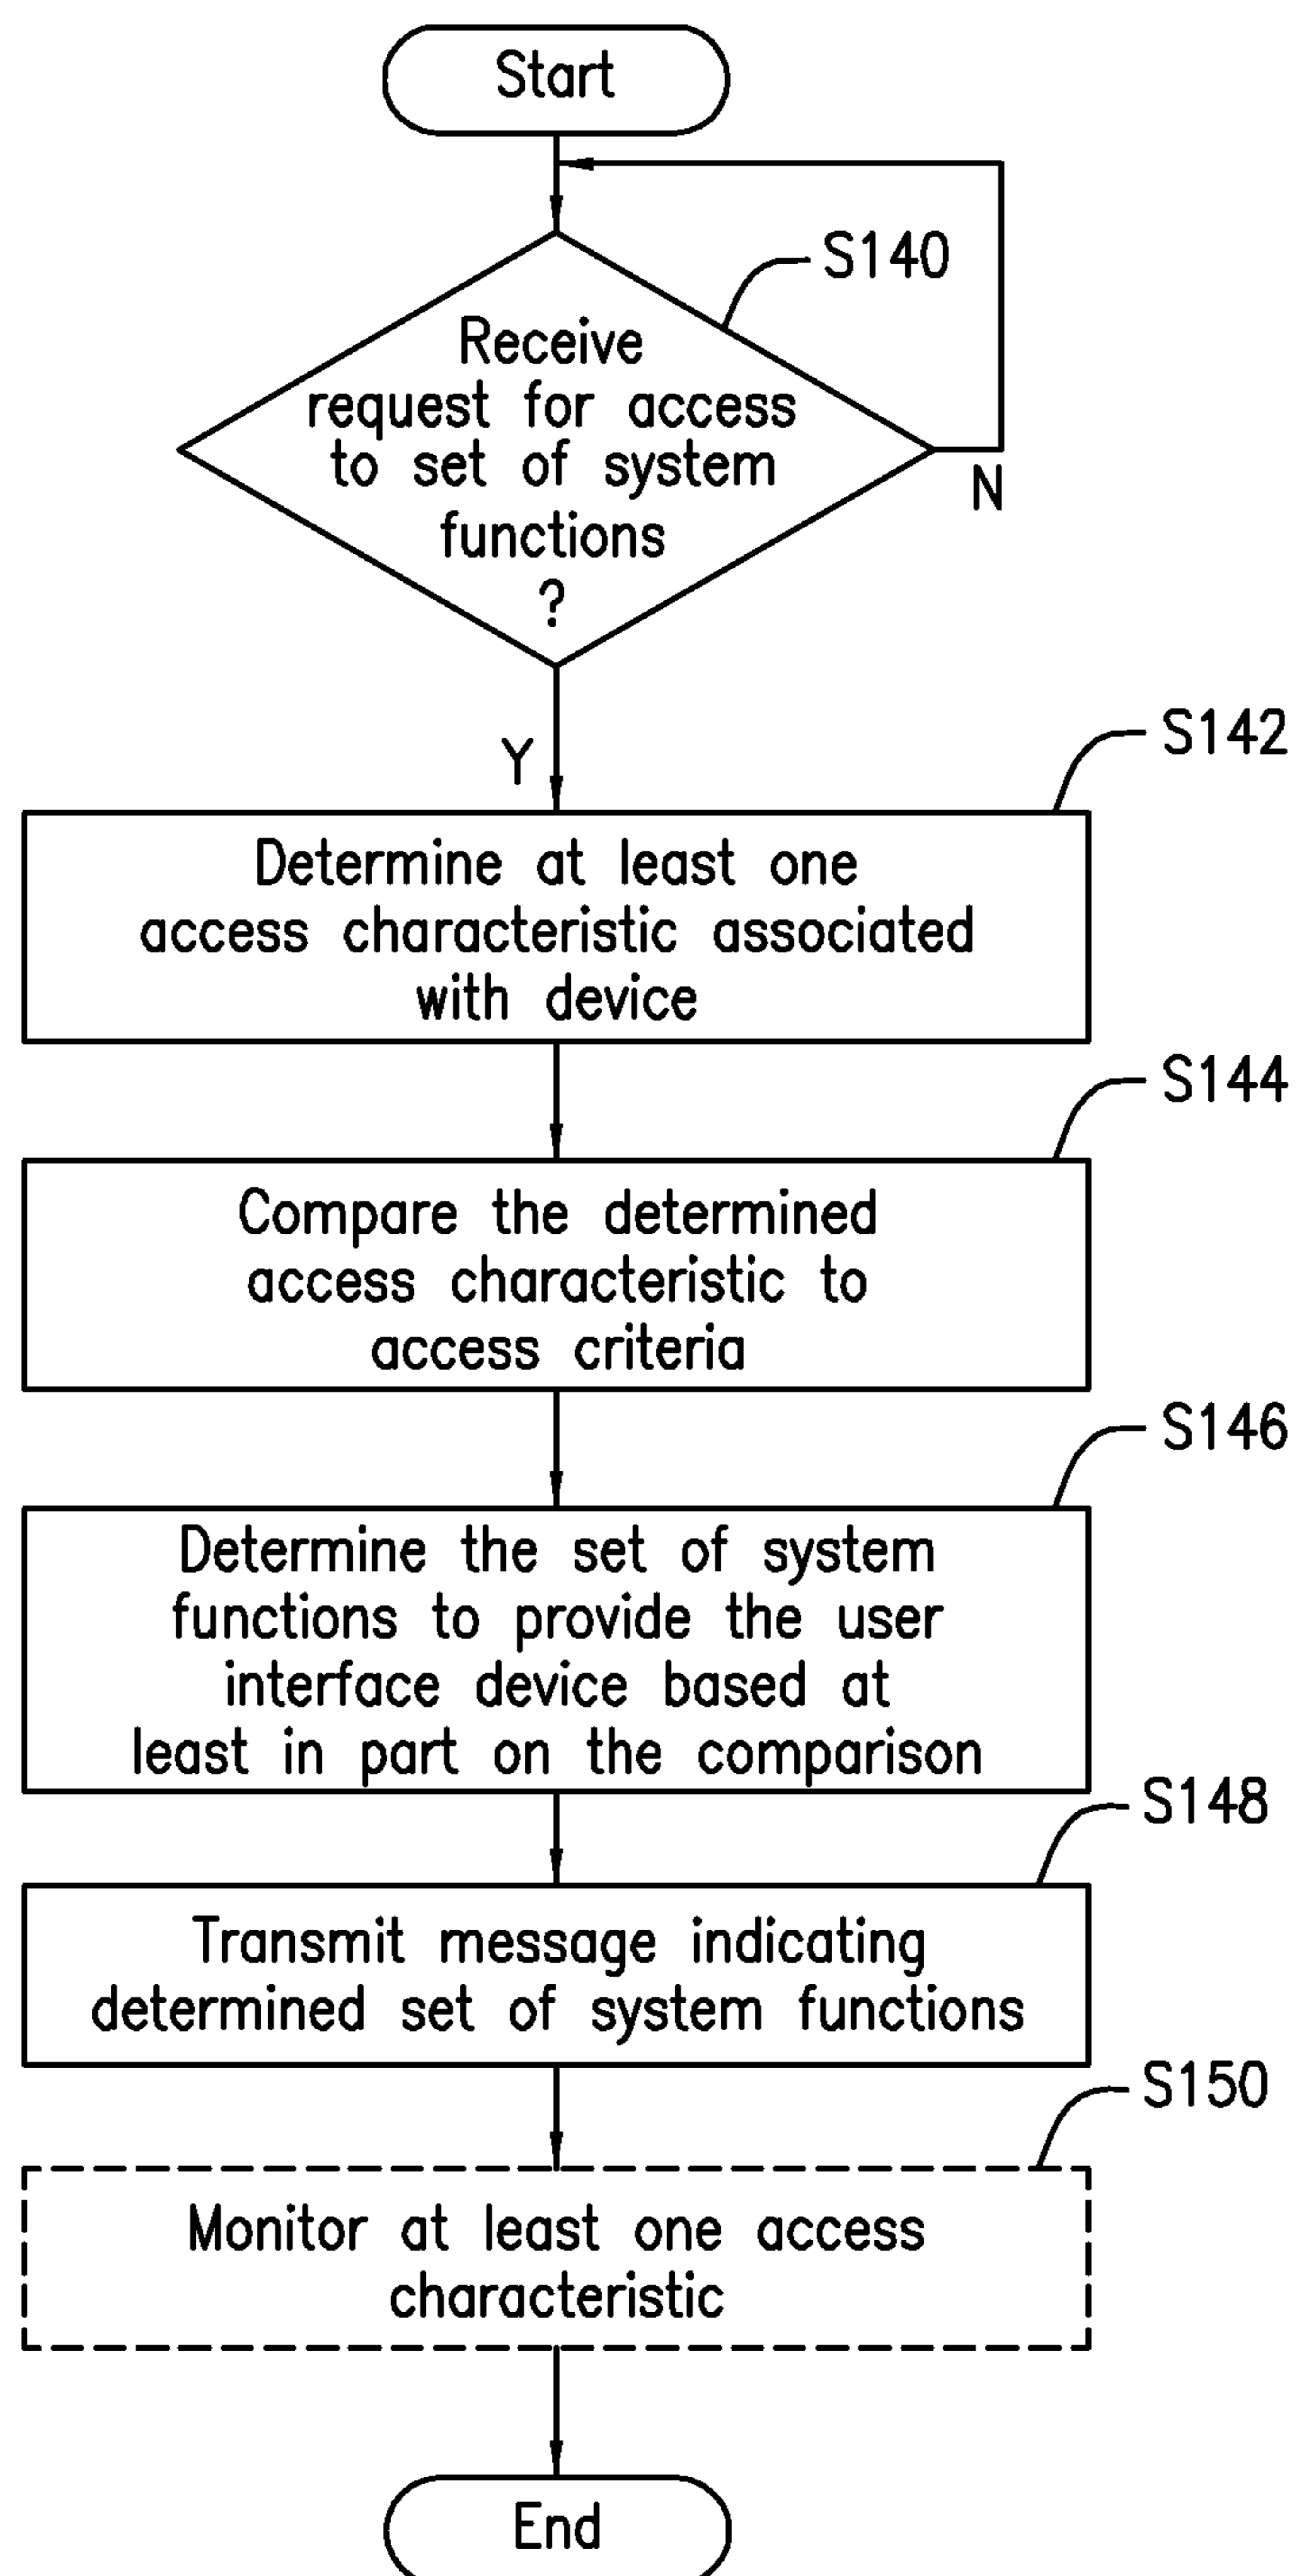 Start
S140
Receive
request for access
to set of system
functions
?
N
Y
S142
Determine at least one
access characteristic associated
with device
S144
Compare the determined
access characteristic to
access criteria
S146
Determine the set of system
functions to provide the user
interface device based at
least in part on the comparison
S148
Transmit message indicating
determined set of system functions
S150
Monitor at least one access
characteristic
End